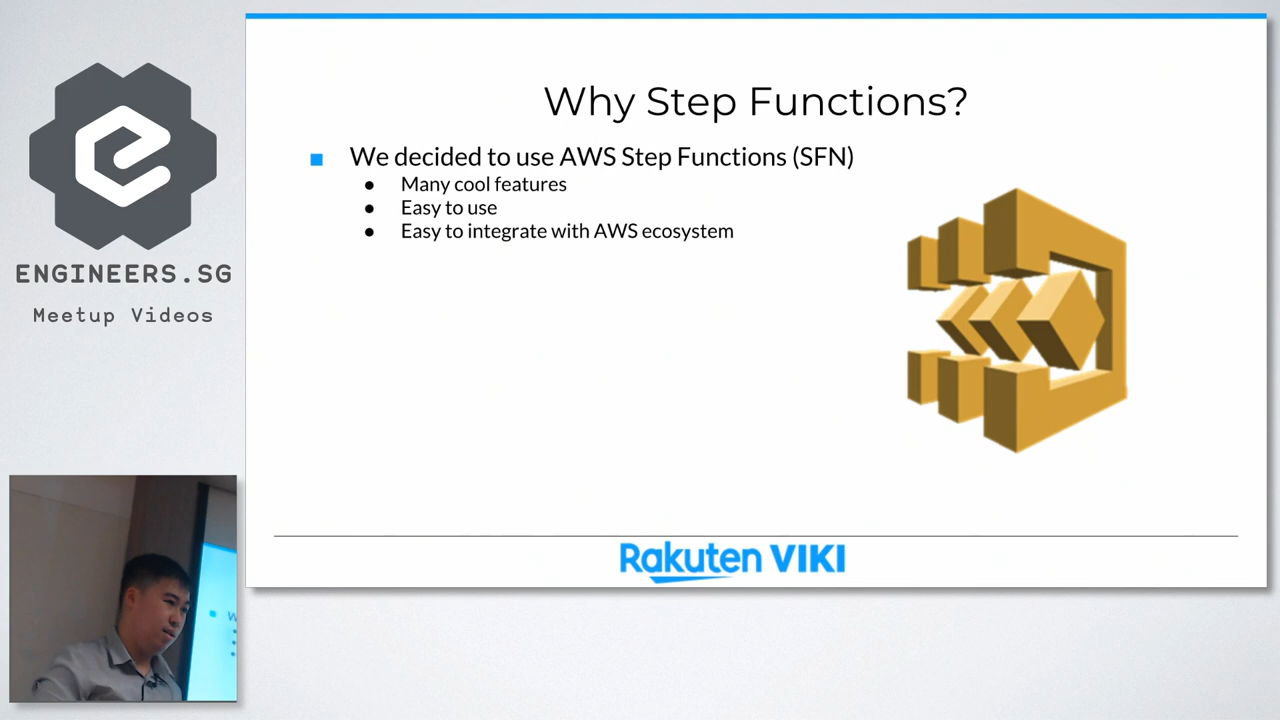 ENGINEERS.SG
Meetup Videos
Why Step Functions?
We decided to use AWS Step Functions (SFN)
Many cool features
Easy to use
Easy to integrate with AWS ecosystem
Rakuten VIKI